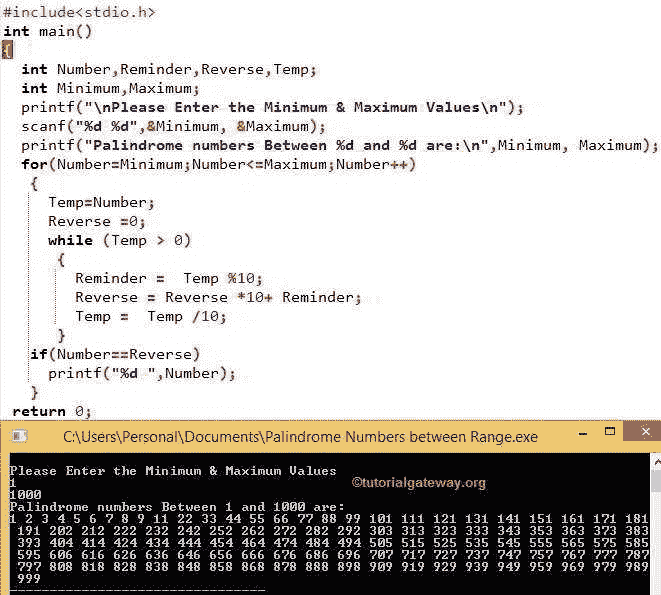 #include<stdio.h>
int main()
{
int Number,Reminder,Reverse,Temp;
int Minimum,Maximum;
printf("\nPlease Enter the Minimum & Maximum Values\n");
scanf("%d %d",&Minimum, &Maximum);
printf("Palindrome numbers Between %d and %d are:\n",Minimum, Maximum);
for(Number=Minimum;Number<=Maximum;Number++)
{
Temp=Number;
Reverse =0;
while (Temp > 0)
{
Reminder =  Temp %10;
Reverse = Reverse *10+ Reminder;
Temp =  Temp /10;
}
if(Number==Reverse)
printf("%d ",Number);
}
return 0;
C:\Users\Personal\Documents\Palindrome Numbers between Range.exe
Please Enter the Minimum & Maximum Values
1
©tutorialgateway.org
1000
Palindrome numbers Between 1 and 1000 are:
1 2 3 4 5 6 7 8 9 11 22 33 44 55 66 77 88 99 101 111 121 131 141 151 161 171 181
191 202 212 222 232 242 252 262 272 282 292 303 313 323 333 343 353 363 373 383
393 404 414 424 434 444 454 464 474 484 494 505 515 525 535 545 555 565 575 585
595 606 616 626 636 646 656 666 676 686 696 707 717 727 737 747 757 767 777 787
797 808 818 828 838 848 858 868 878 888 898 909 919 929 939 949 959 969 979 989
999
--------------------------------